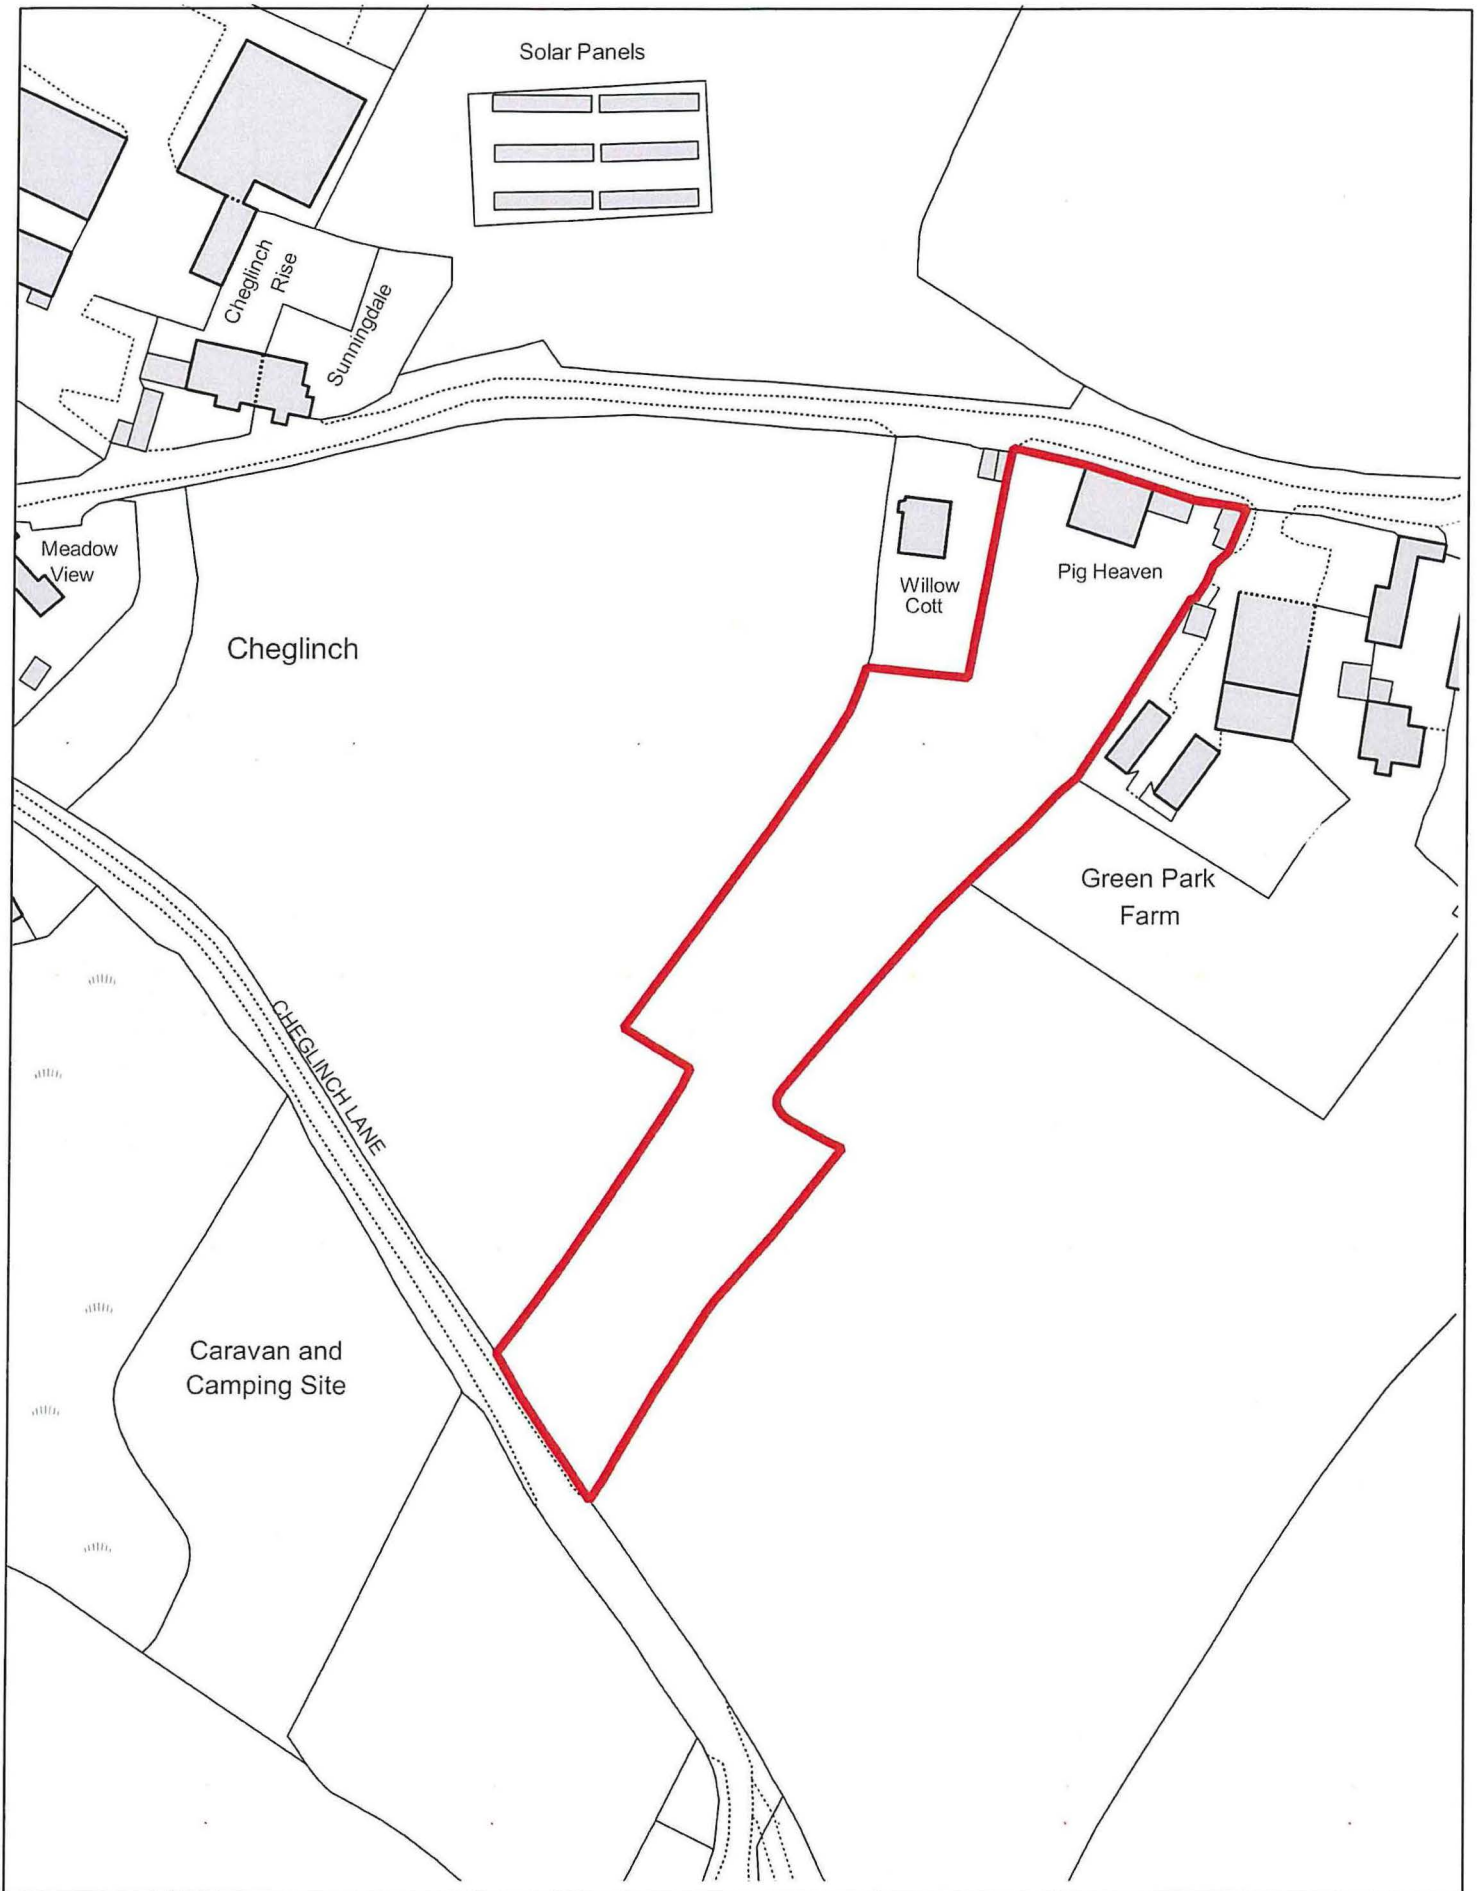 Solar Panels
Cheglinch
Rise
Sunningdale
Meadow
View
Cheglinch
Willow
Cott
Pig Heaven
Green Park
Farm
CHEGLINCH LANE
Caravan and
Camping Site